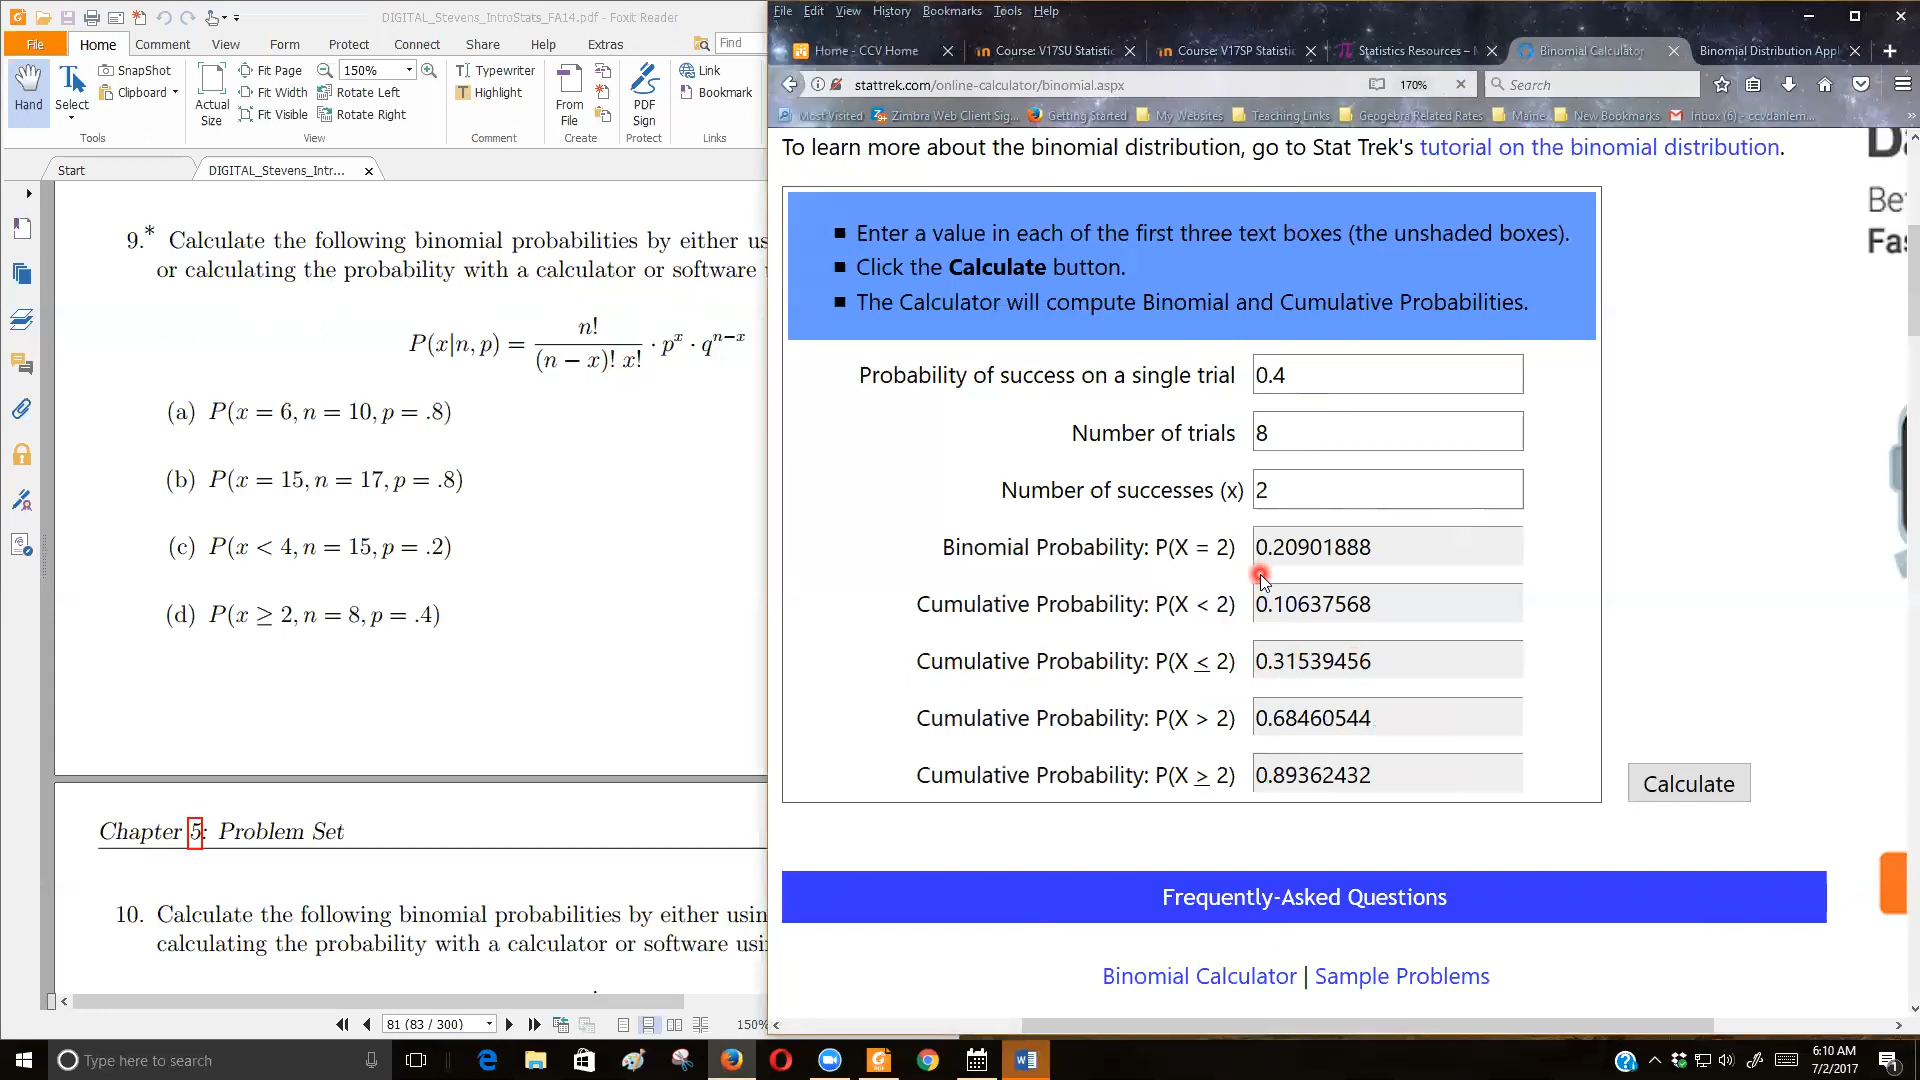 DIGITAL_Stevens_IntroStats_FA14.pdf - Foxit Reader
File Home Comment View Form Protect Connect Share Help Extras Find
Hand
Tools
Select
SnapShot
Clipboard
Actual Size
Fit Page
Fit Width
Fit Visible
150%
Rotate Left
Rotate Right
View
Typewriter
Highlight
Comment
From File
Create
PDF Sign
Protect
Link
Bookmark
Links
Start DIGITAL_Stevens_Intr...
9.* Calculate the following binomial probabilities by either us
or calculating the probability with a calculator or software
P(x|n, p) = n! / (n − x)! x! · p^x · q^{n−x}
(a) P(x = 6, n = 10, p = .8)
(b) P(x = 15, n = 17, p = .8)
(c) P(x < 4, n = 15, p = .2)
(d) P(x ≥ 2, n = 8, p = .4)
Chapter 5: Problem Set
10. Calculate the following binomial probabilities by either usin
calculating the probability with a calculator or software usi
81 (83 / 300) 150%
File Edit View History Bookmarks Tools Help
Home - CCV Home Course: V17SU Statistic Course: V17SP Statistic Statistics Resources – M Binomial Calculator Binomial Distribution Appl
stattrek.com/online-calculator/binomial.aspx 170% Search
Most Visited Zimbra Web Client Sig... Getting Started My Websites Teaching Links Geogebra Related Rates Maine New Bookmarks Inbox (6) - ccvdanlem...
To learn more about the binomial distribution, go to Stat Trek's tutorial on the binomial distribution.
Enter a value in each of the first three text boxes (the unshaded boxes).
Click the Calculate button.
The Calculator will compute Binomial and Cumulative Probabilities.
Probability of success on a single trial 0.4
Number of trials 8
Number of successes (x) 2
Binomial Probability: P(X = 2) 0.20901888
Cumulative Probability: P(X < 2) 0.10637568
Cumulative Probability: P(X ≤ 2) 0.31539456
Cumulative Probability: P(X > 2) 0.68460544
Cumulative Probability: P(X ≥ 2) 0.89362432
Calculate
Frequently-Asked Questions
Binomial Calculator | Sample Problems
Type here to search
6:10 AM
7/2/2017